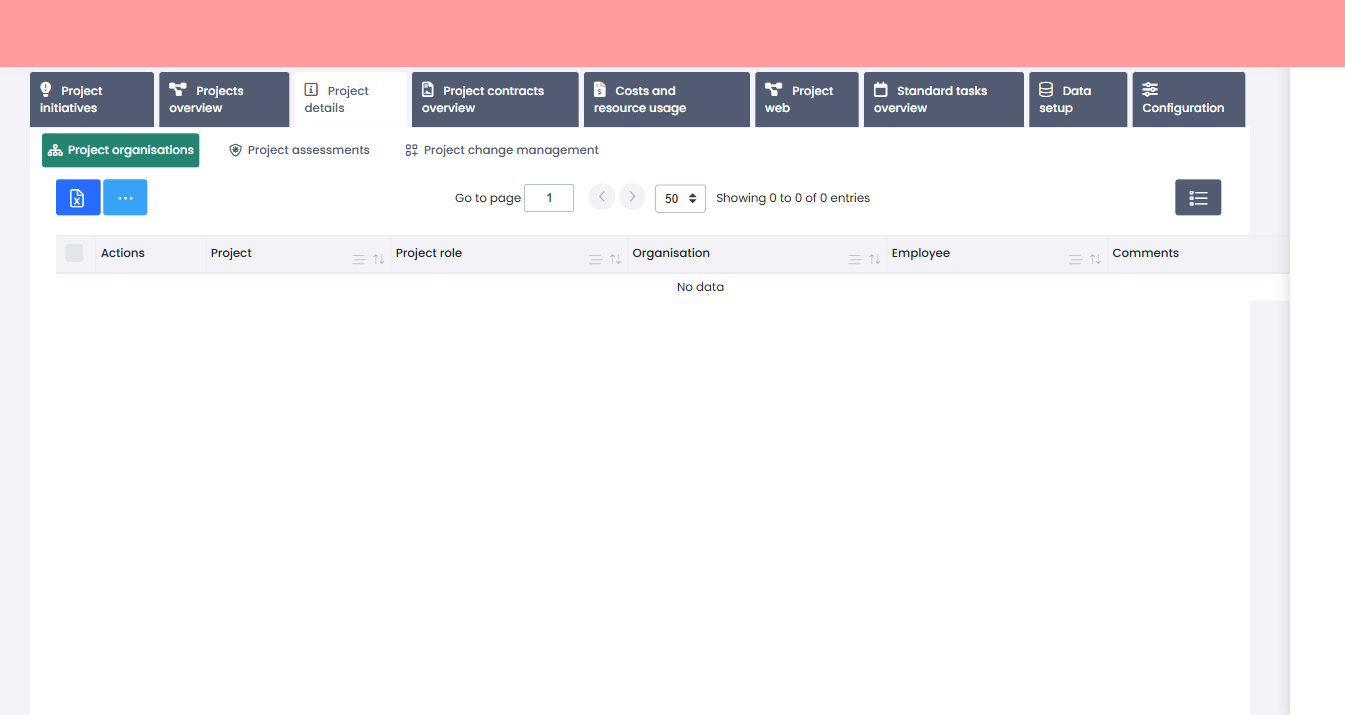 Project initiatives
Projects overview
Project details
Project contracts overview
Costs and resource usage
Project web
Standard tasks overview
Data setup
Configuration
Project organisations
Project assessments
Project change management
Go to page 1
50
Showing 0 to 0 of 0 entries
Actions
Project
Project role
Organisation
Employee
Comments
No data